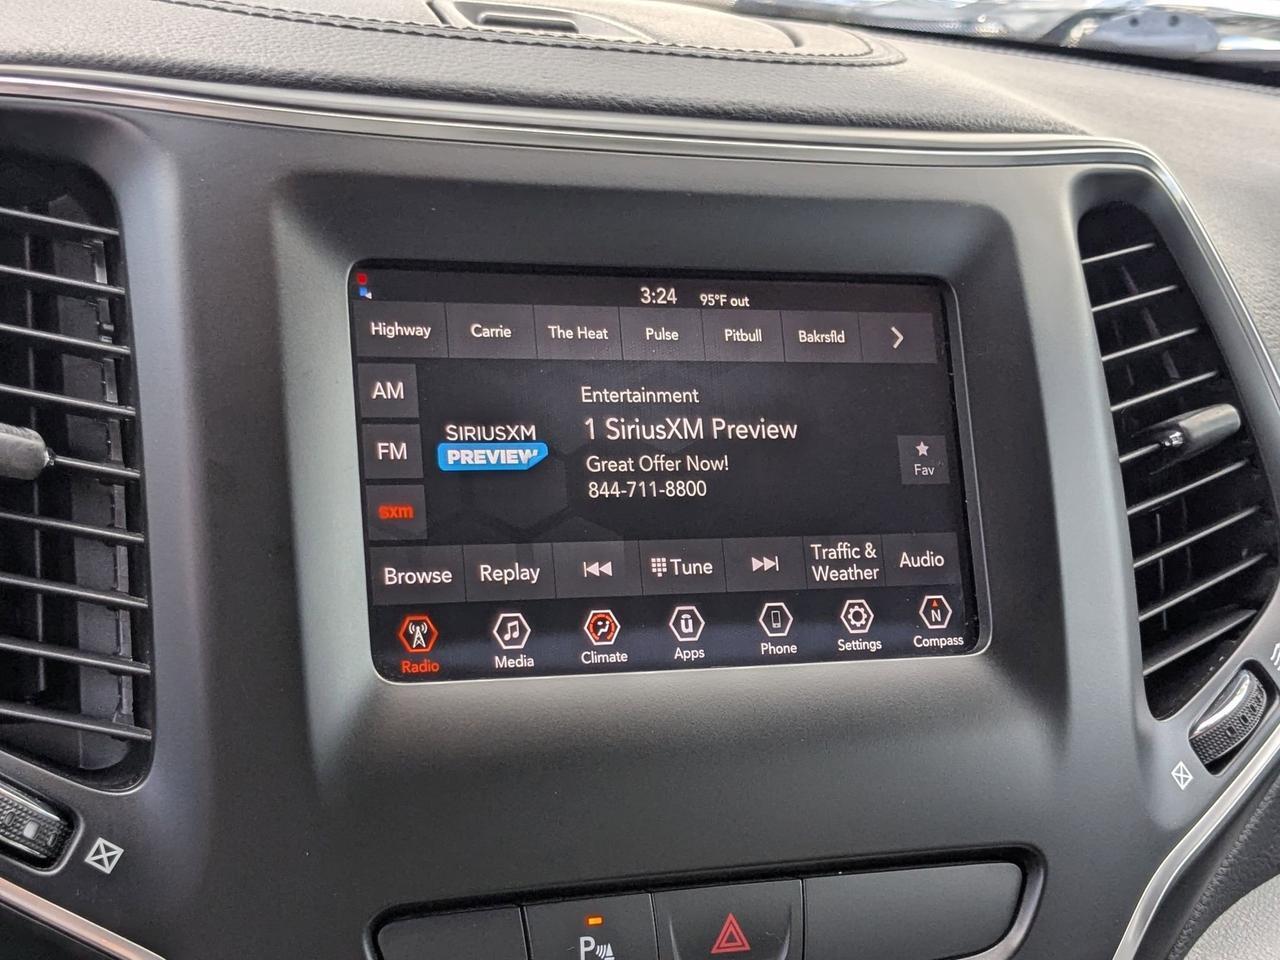 3:24 95°F out
Highway Carrie The Heat Pulse Pitbull Bakrsfld
AM
FM
sxm
SIRIUSXM
PREVIEW
Entertainment
1 SiriusXM Preview
Great Offer Now!
844-711-8800
Fav
Browse Replay Tune Traffic & Weather Audio
Radio Media Climate Apps Phone Settings Compass
N
P